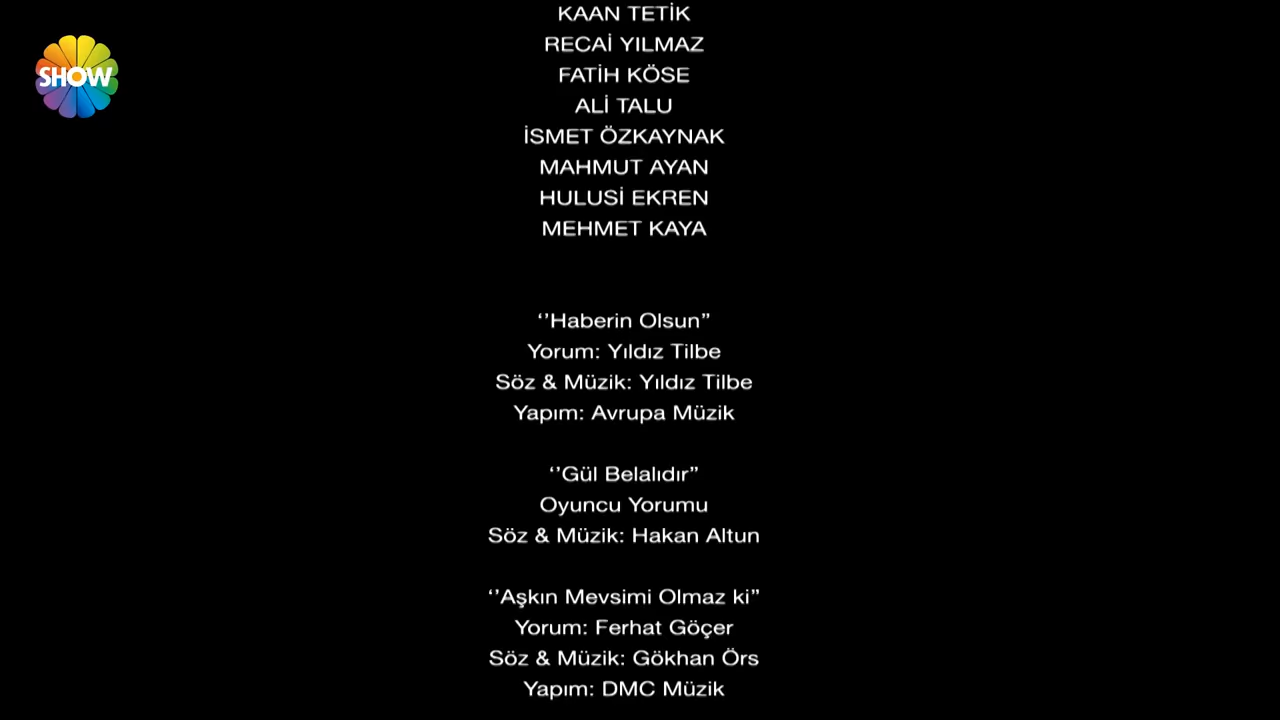 SHOW
KAAN TETİK
RECAİ YILMAZ
FATİH KÖSE
ALİ TALU
İSMET ÖZKAYNAK
MAHMUT AYAN
HULUSİ EKREN
MEHMET KAYA
‘’Haberin Olsun”
Yorum: Yıldız Tilbe
Söz & Müzik: Yıldız Tilbe
Yapım: Avrupa Müzik
‘’Gül Belalıdır”
Oyuncu Yorumu
Söz & Müzik: Hakan Altun
‘’Aşkın Mevsimi Olmaz ki”
Yorum: Ferhat Göçer
Söz & Müzik: Gökhan Örs
Yapım: DMC Müzik